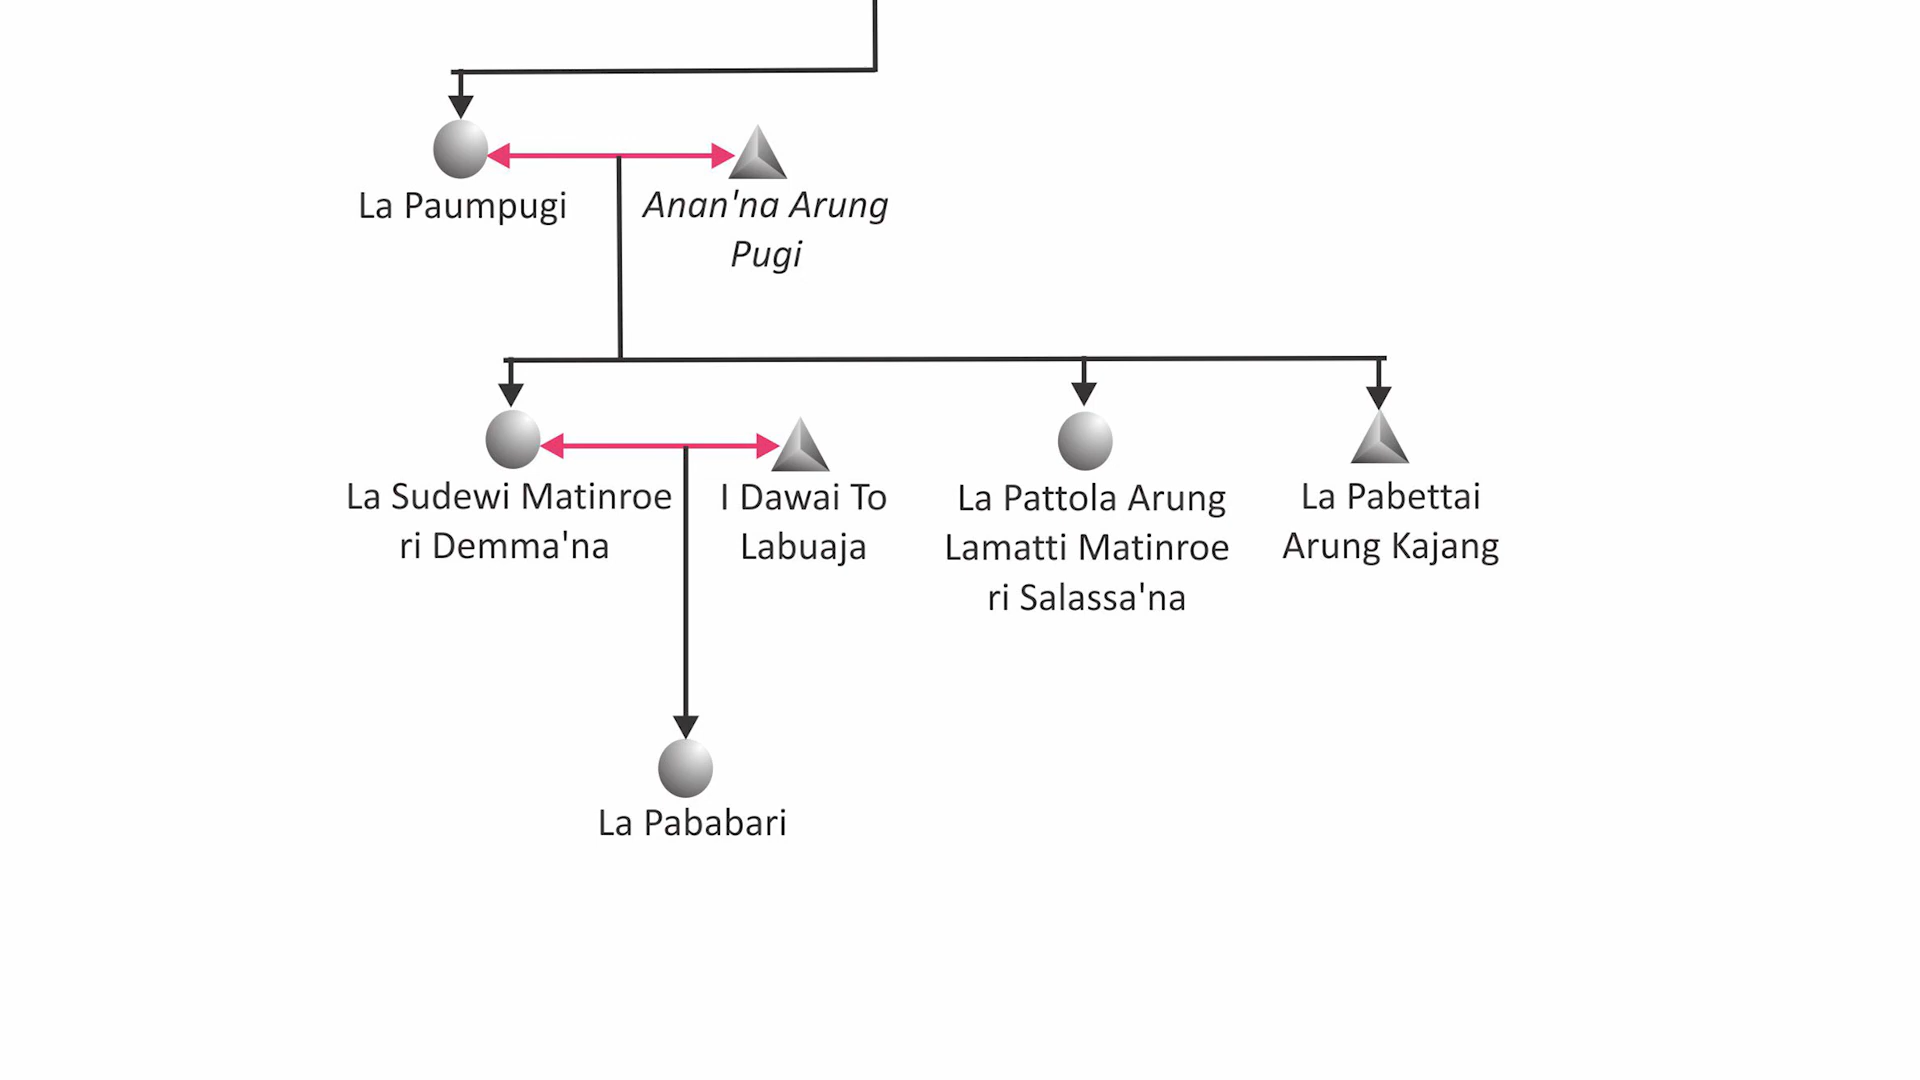 La Paumpugi
Anan'na Arung
Pugi
La Sudewi Matinroe
ri Demma'na
I Dawai To
Labuaja
La Pattola Arung
Lamatti Matinroe
ri Salassa'na
La Pabettai
Arung Kajang
La Pababari